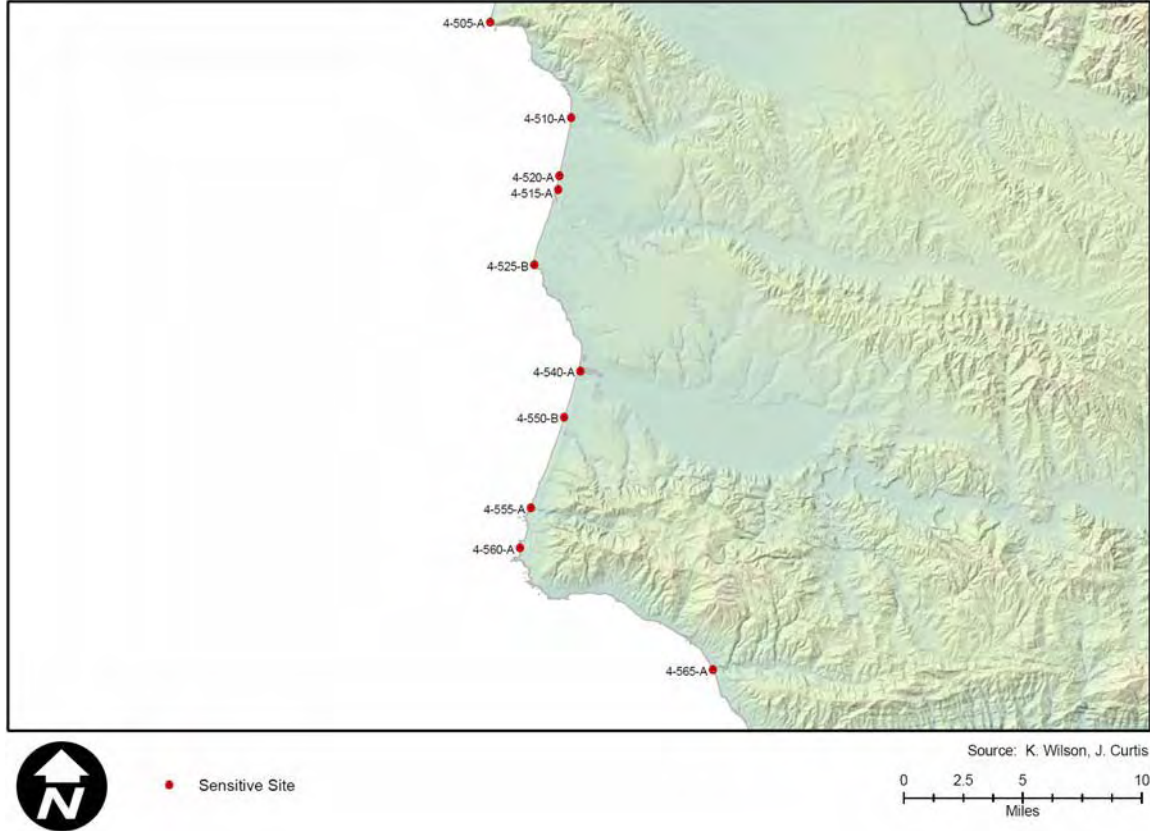 4-505-A
4-510-A
4-520-A
4-515-A
4-525-B
4-540-A
4-550-B
4-555-A
4-560-A
4-565-A
N
Sensitive Site
Source: K. Wilson, J. Curtis
0 2.5 5 10
Miles